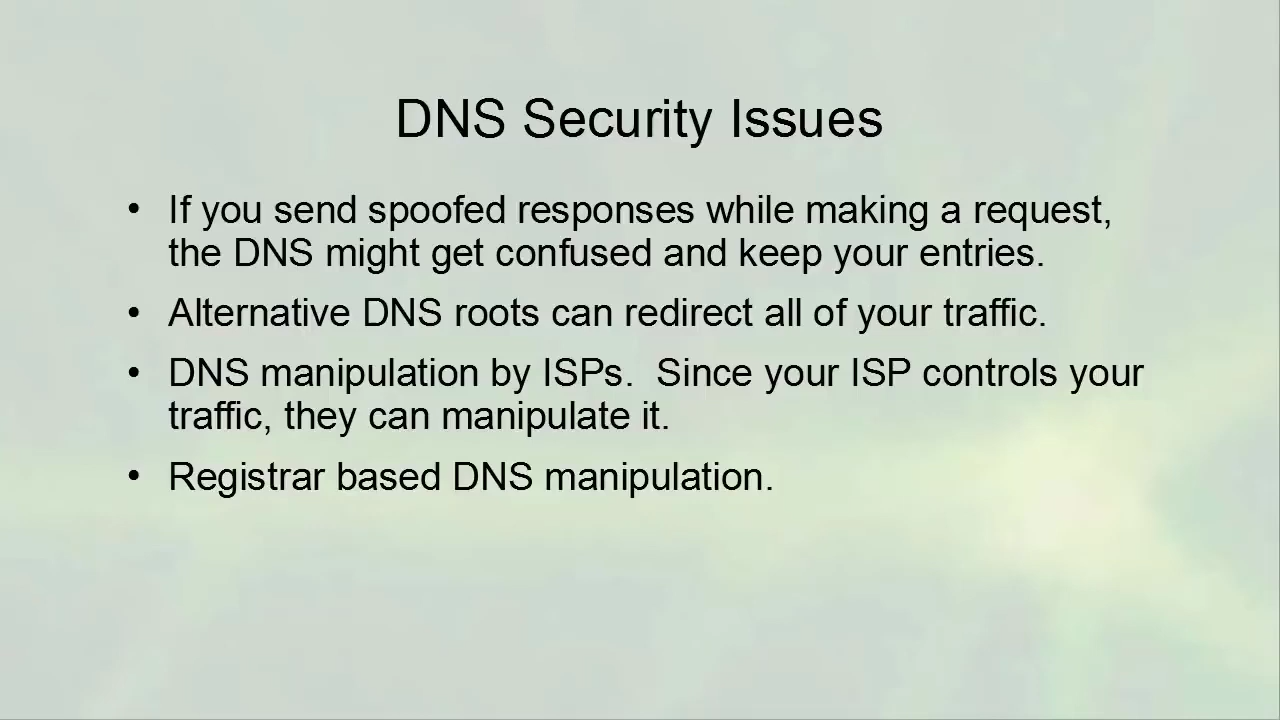 DNS Security Issues
• If you send spoofed responses while making a request,
the DNS might get confused and keep your entries.
• Alternative DNS roots can redirect all of your traffic.
• DNS manipulation by ISPs.  Since your ISP controls your
traffic, they can manipulate it.
• Registrar based DNS manipulation.